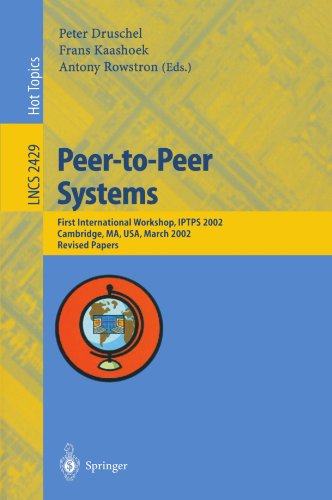 Peter Druschel
Frans Kaashoek
Antony Rowstron (Eds.)
Hot Topics
LNCS 2429
Peer-to-Peer
Systems
First International Workshop, IPTPS 2002
Cambridge, MA, USA, March 2002
Revised Papers
Springer